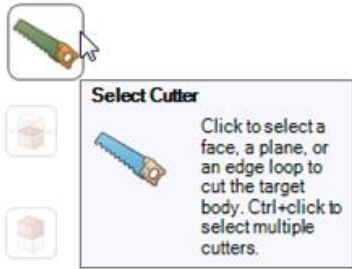 Select Cutter
Click to select a
face, a plane, or
an edge loop to
cut the target
body. Ctrl+click to
select multiple
cutters.